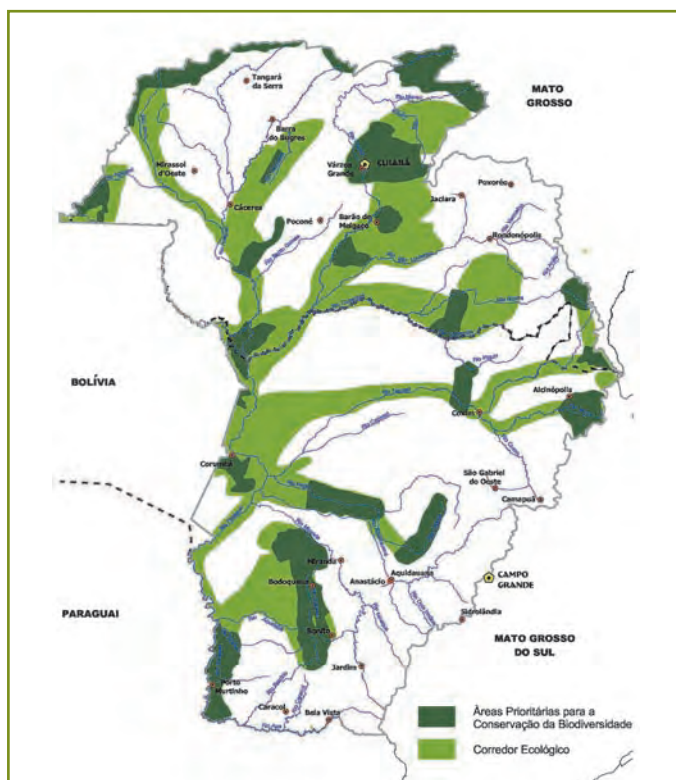 Tangará
da Serra
MATO
GROSSO
Barra
do Bugres
Várzea
Grande
CUIABÁ
Mirassol
d'Oeste
Cáceres
Poconé
Barão de
Melgaço
Jaciara
Poxoréo
Rondonópolis
BOLÍVIA
Rio Taquari
Coxim
Alcinópolis
Corumbá
São Gabriel
do Oeste
Camapuã
Miranda
Bodoquena
Anastácio
Aquidauana
CAMPO
GRANDE
PARAGUAI
Bonito
Sidrolândia
MATO GROSSO
DO SUL
Jardim
Porto
Murtinho
Caracol
Bela Vista
Áreas Prioritárias para a
Conservação da Biodiversidade
Corredor Ecológico